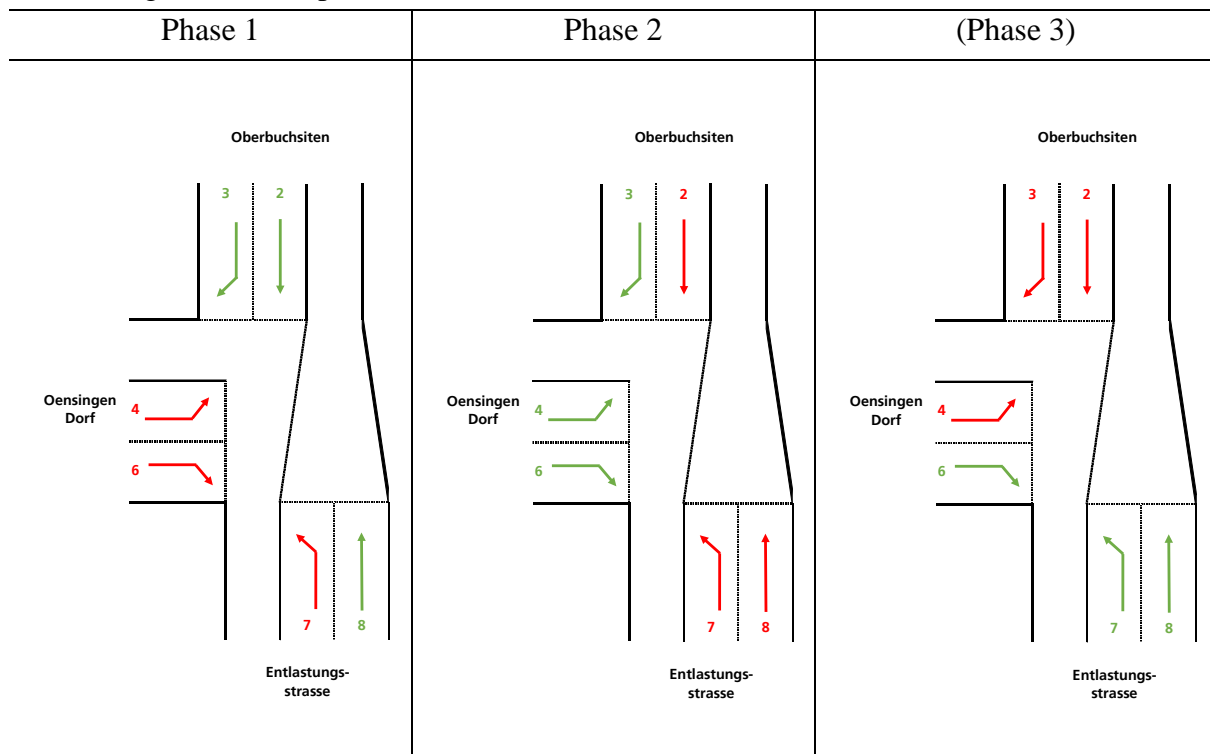 Phase 1
Phase 2
(Phase 3)
Oberbuchsiten
3 2
Oensingen
Dorf
4
6
7 8
Entlastungs-
strasse
Oberbuchsiten
3 2
Oensingen
Dorf
4
6
7 8
Entlastungs-
strasse
Oberbuchsiten
3 2
Oensingen
Dorf
4
6
7 8
Entlastungs-
strasse